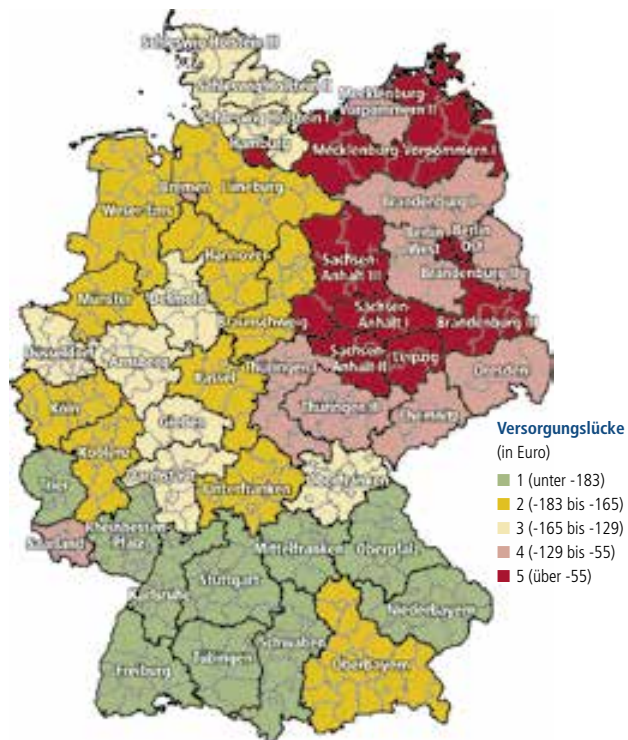 Schleswig-Holstein III
Schleswig-Holstein II
Schleswig-Holstein I
Mecklenburg-
Vorpommern II
Hamburg
Mecklenburg-Vorpommern I
Bremen
Lüneburg
Weser-Ems
Brandenburg I
Berlin
West
Berlin
Ost
Hannover
Sachsen-
Anhalt III
Brandenburg II
Münster
Detmold
Braunschweig
Sachsen-
Anhalt I
Brandenburg III
Düsseldorf
Arnsberg
Kassel
Thüringen I
Sachsen-
Anhalt II
Leipzig
Dresden
Köln
Gießen
Thüringen II
Chemnitz
Koblenz
Darmstadt
Unterfranken
Oberfranken
Trier
Saarland
Rheinhessen-
Pfalz
Mittelfranken
Oberpfalz
Karlsruhe
Stuttgart
Niederbayern
Schwaben
Freiburg
Tübingen
Oberbayern
Versorgungslücke
(in Euro)
1 (unter -183)
2 (-183 bis -165)
3 (-165 bis -129)
4 (-129 bis -55)
5 (über -55)